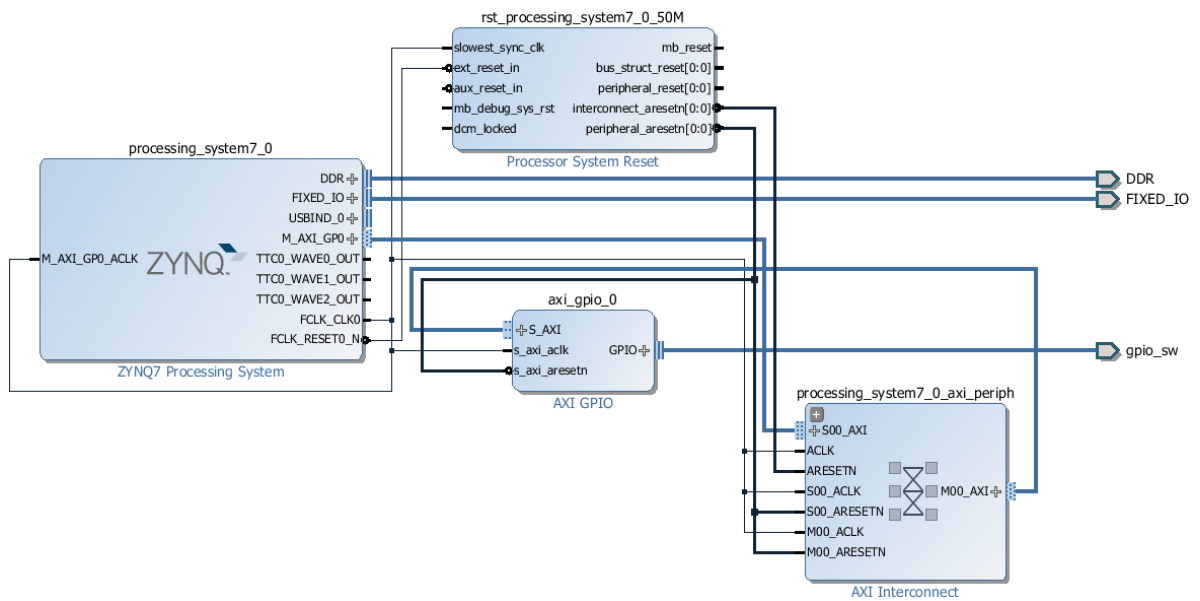 rst_processing_system7_0_50M
slowest_sync_clk
ext_reset_in
aux_reset_in
mb_debug_sys_rst
dcm_locked
mb_reset
bus_struct_reset[0:0]
peripheral_reset[0:0]
interconnect_aresetn[0:0]
peripheral_aresetn[0:0]
Processor System Reset
processing_system7_0
M_AXI_GP0_ACLK
ZYNQ
DDR
FIXED_IO
USBIND_0
M_AXI_GP0
TTC0_WAVE0_OUT
TTC0_WAVE1_OUT
TTC0_WAVE2_OUT
FCLK_CLK0
FCLK_RESET0_N
ZYNQ7 Processing System
DDR
FIXED_IO
axi_gpio_0
S_AXI
s_axi_aclk
s_axi_aresetn
GPIO
AXI GPIO
gpio_sw
processing_system7_0_axi_periph
S00_AXI
ACLK
ARESETN
S00_ACLK
S00_ARESETN
M00_ACLK
M00_ARESETN
M00_AXI
AXI Interconnect